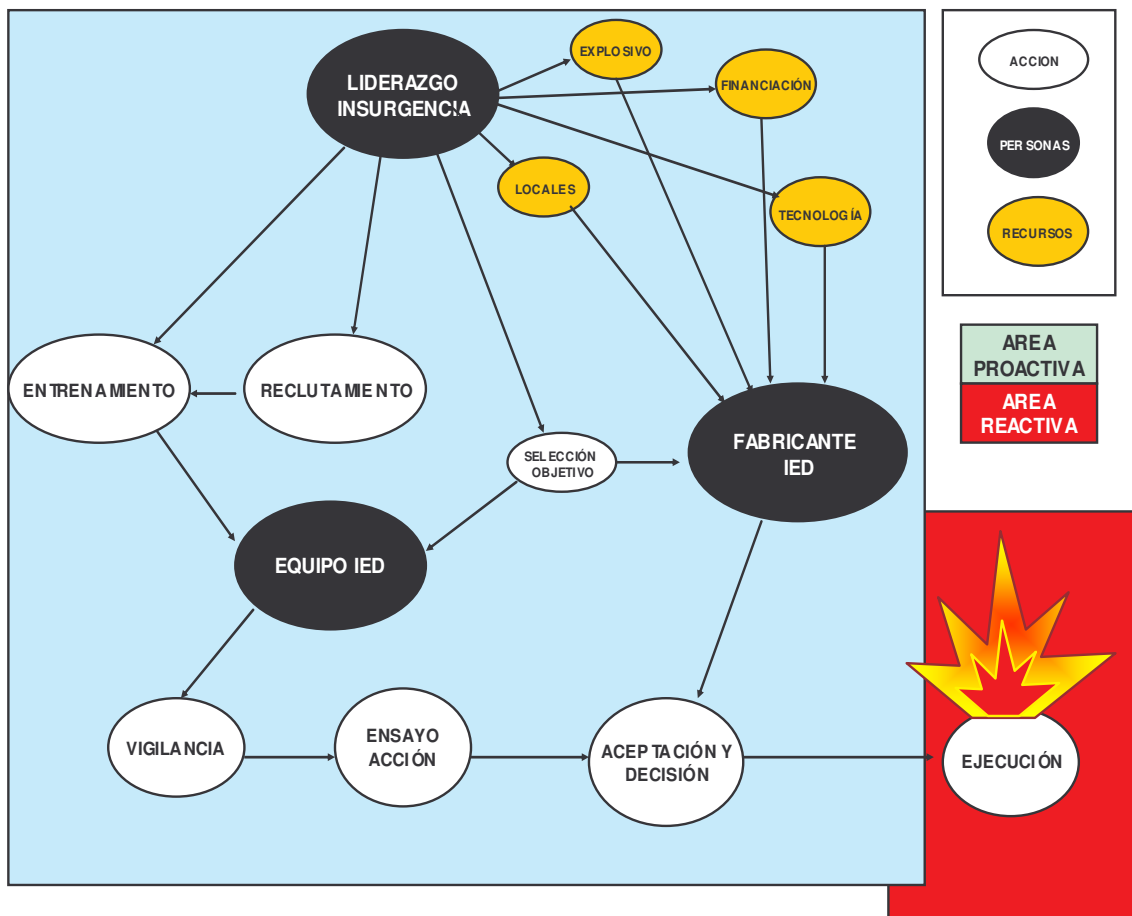 LIDERAZGO
INSURGENCIA
EXPLOSIVO
FINANCIACIÓN
LOCALES
TECNOLOGÍA
ENTRENAMIENTO
RECLUTAMIENTO
SELECCIÓN
OBJETIVO
FABRICANTE
IED
EQUIPO IED
VIGILANCIA
ENSAYO
ACCIÓN
ACEPTACIÓN Y
DECISIÓN
EJECUCIÓN
ACCION
PERSONAS
RECURSOS
AREA
PROACTIVA
AREA
REACTIVA